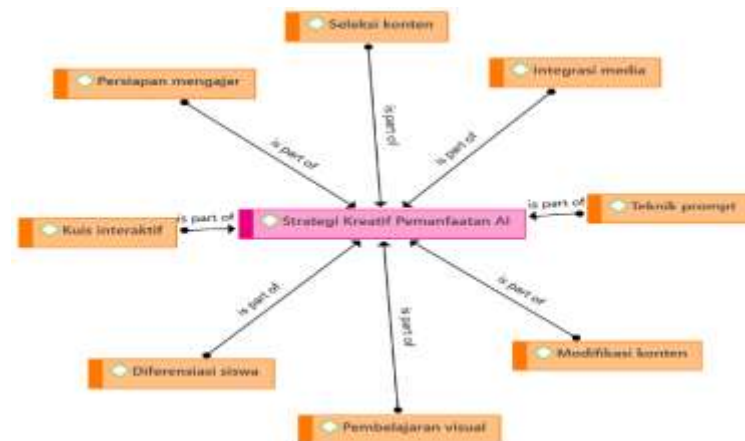 Seleksi konten
Persiapan mengajar
Integrasi media
is part of
is part of
is part of
Teknik prompt
is part of
Strategi Kreatif Pemanfaatan AI
is part of
Kuis interaktif
is part of
is part of
is part of
Modifikasi konten
Diferensiasi siswa
Pembelajaran visual